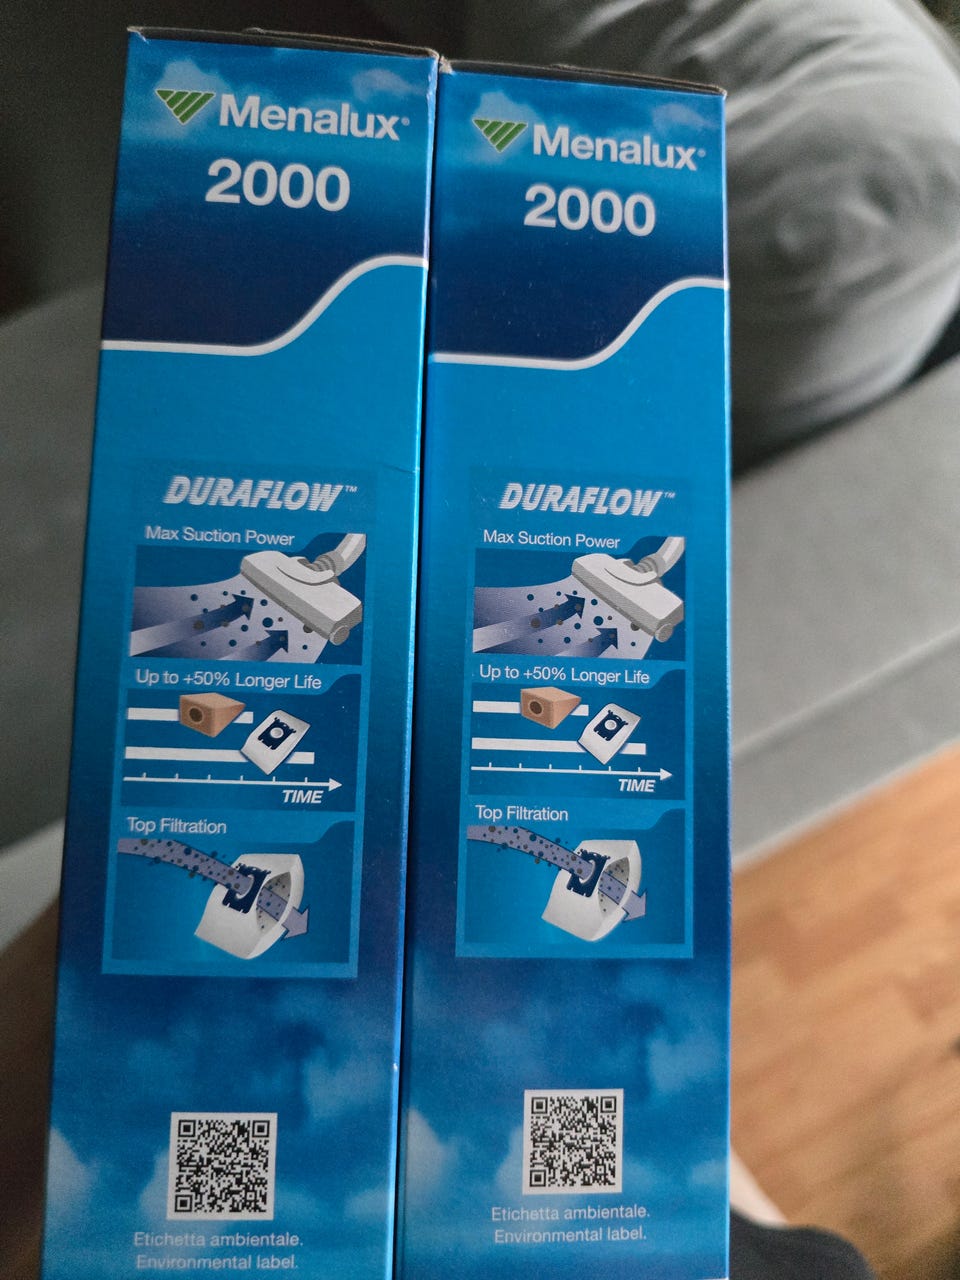 Menalux®
2000
DURAFLOW™
Max Suction Power
Up to +50% Longer Life
TIME
Top Filtration
Etichetta ambientale.
Environmental label.
Menalux®
2000
DURAFLOW™
Max Suction Power
Up to +50% Longer Life
TIME
Top Filtration
Etichetta ambientale.
Environmental label.